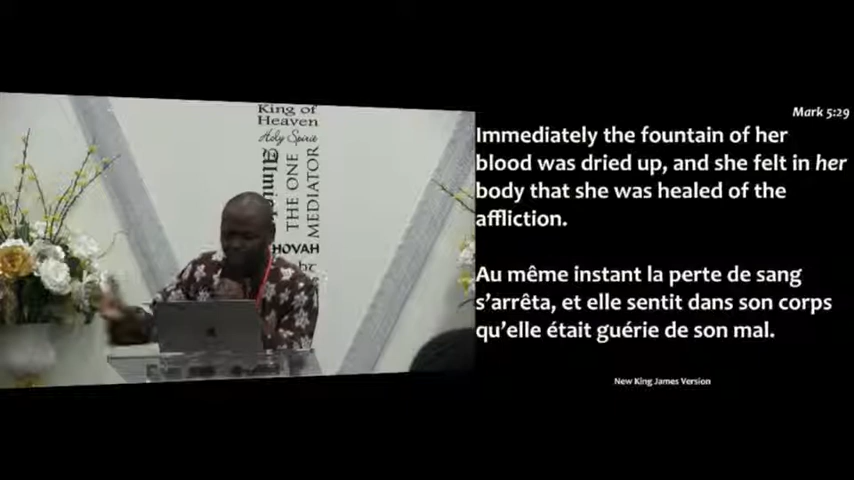 King of
Heaven
Holy Spirit
THE ONE
MEDIATOR
HOVAH
Mark 5:29
Immediately the fountain of her
blood was dried up, and she felt in her
body that she was healed of the
affliction.
Au même instant la perte de sang
s'arrêta, et elle sentit dans son corps
qu'elle était guérie de son mal.
New King James Version